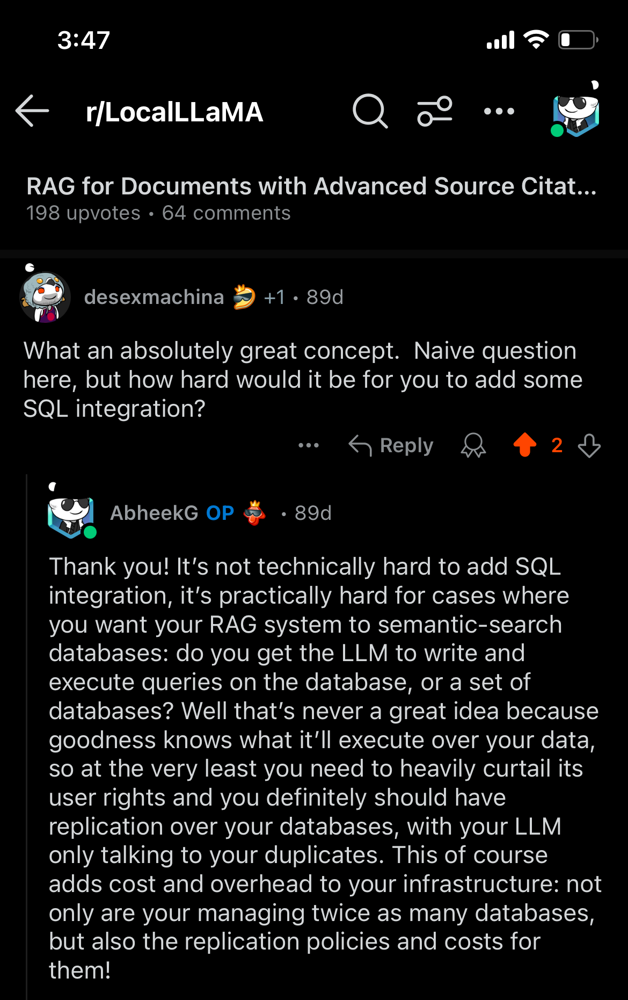 3:47
r/LocalLLaMA
RAG for Documents with Advanced Source Citat...
198 upvotes • 64 comments
desexmachina +1 • 89d
What an absolutely great concept.  Naive question
here, but how hard would it be for you to add some
SQL integration?
Reply 2
AbheekG OP • 89d
Thank you! It’s not technically hard to add SQL
integration, it’s practically hard for cases where
you want your RAG system to semantic-search
databases: do you get the LLM to write and
execute queries on the database, or a set of
databases? Well that’s never a great idea because
goodness knows what it’ll execute over your data,
so at the very least you need to heavily curtail its
user rights and you definitely should have
replication over your databases, with your LLM
only talking to your duplicates. This of course
adds cost and overhead to your infrastructure: not
only are your managing twice as many databases,
but also the replication policies and costs for
them!